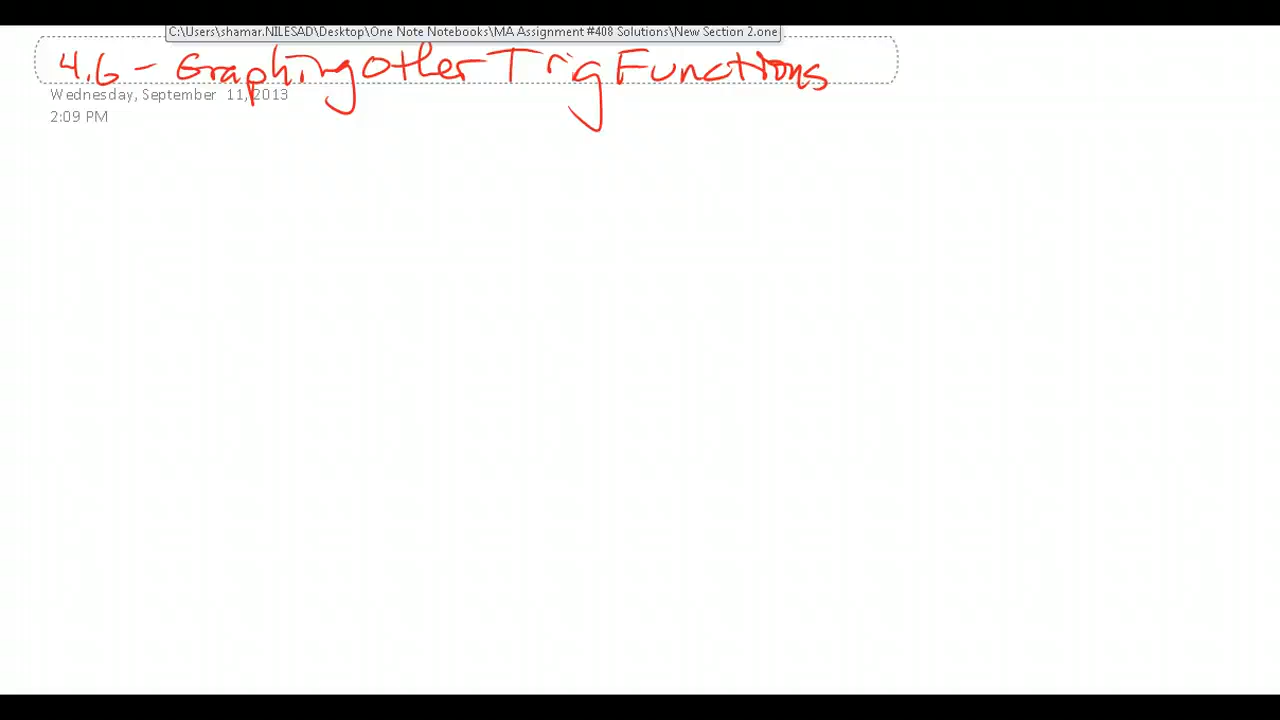 C:\Users\shamar.NILESAD\Desktop\One Note Notebooks\MA Assignment #408 Solutions\New Section 2.one
4.6 - Graphing Other Trig Functions
Wednesday, September 11, 2013
2:09 PM